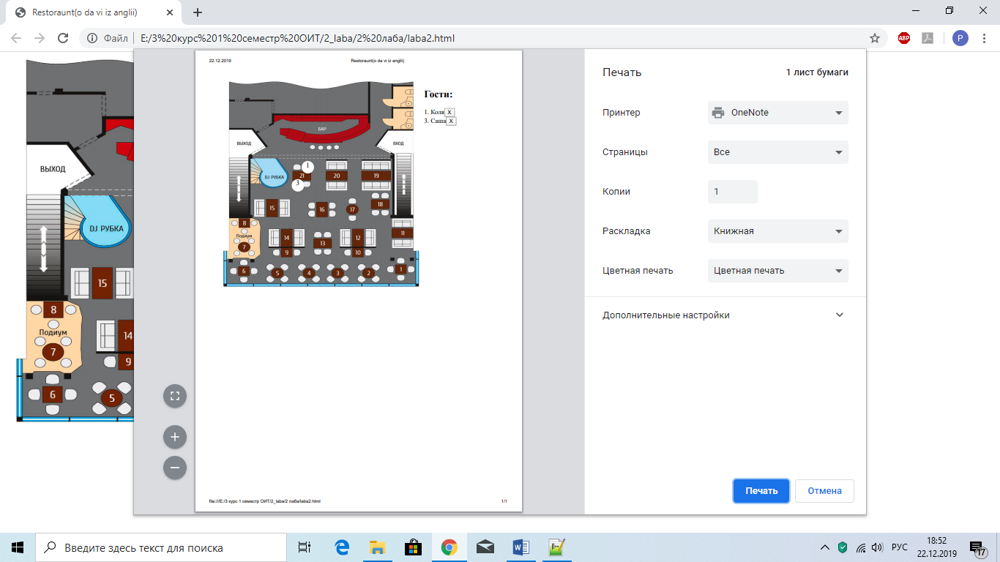 Restoraunt(o da vi iz anglii)
Файл
E:/3%20курс%201%20семестр%20ОИТ/2_laba/2%20лаба/laba2.html
ABP
P
ВЫХОД
DJ РУБКА
15
8
Подиум
7
14
9
6
5
22.12.2019
Restoraunt(o da vi iz anglii)
Гости:
1. Коля X
3. Саша X
БАР
ВЫХОД
ВХОД
DJ РУБКА
1
21
3
20
19
15
16
17
18
8
Подиум
7
14
13
12
11
9
10
6
5
4
3
2
1
file:///E:/3 курс 1 семестр ОИТ/2_laba/2 лаба/laba2.html
1/1
Печать
1 лист бумаги
Принтер
OneNote
Страницы
Все
Копии
1
Раскладка
Книжная
Цветная печать
Цветная печать
Дополнительные настройки
Печать
Отмена
Введите здесь текст для поиска
РУС
18:52
22.12.2019
17